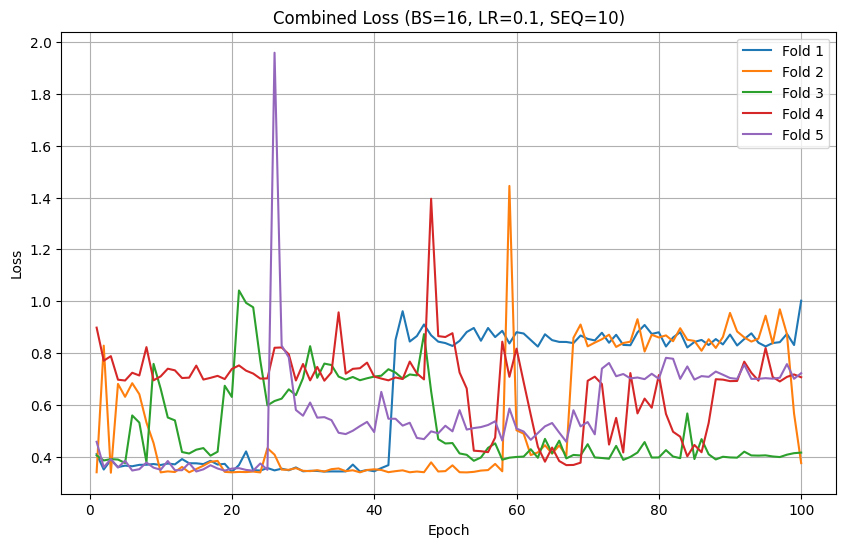 Combined Loss (BS=16, LR=0.1, SEQ=10)
Loss
2.0
1.8
1.6
1.4
1.2
1.0
0.8
0.6
0.4
Fold 1
Fold 2
Fold 3
Fold 4
Fold 5
0 20 40 60 80 100
Epoch